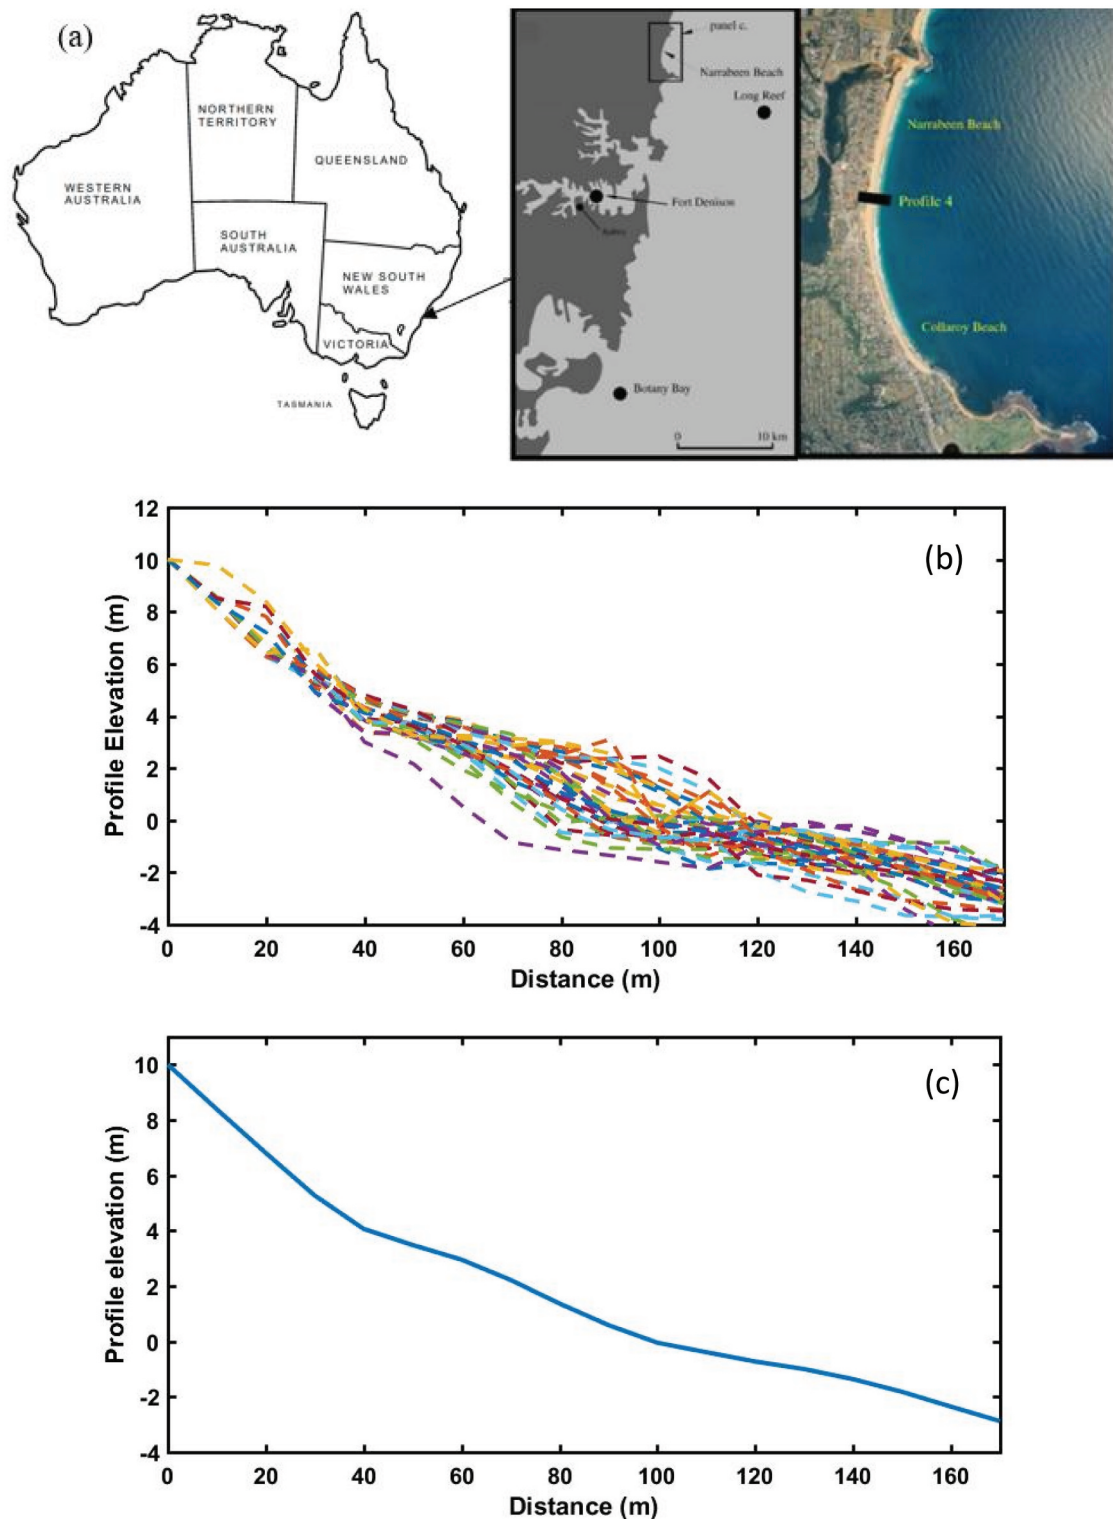 (a)
NORTHERN
TERRITORY
QUEENSLAND
WESTERN
AUSTRALIA
SOUTH
AUSTRALIA
NEW SOUTH
WALES
VICTORIA
TASMANIA
panel c.
Narrabeen Beach
Long Reef
Fort Denison
Botany Bay
0 10 km
Narrabeen Beach
Profile 4
Collaroy Beach
(b)
Profile Elevation (m)
12
10
8
6
4
2
0
-2
-4
0 20 40 60 80 100 120 140 160
Distance (m)
(c)
Profile elevation (m)
10
8
6
4
2
0
-2
-4
0 20 40 60 80 100 120 140 160
Distance (m)